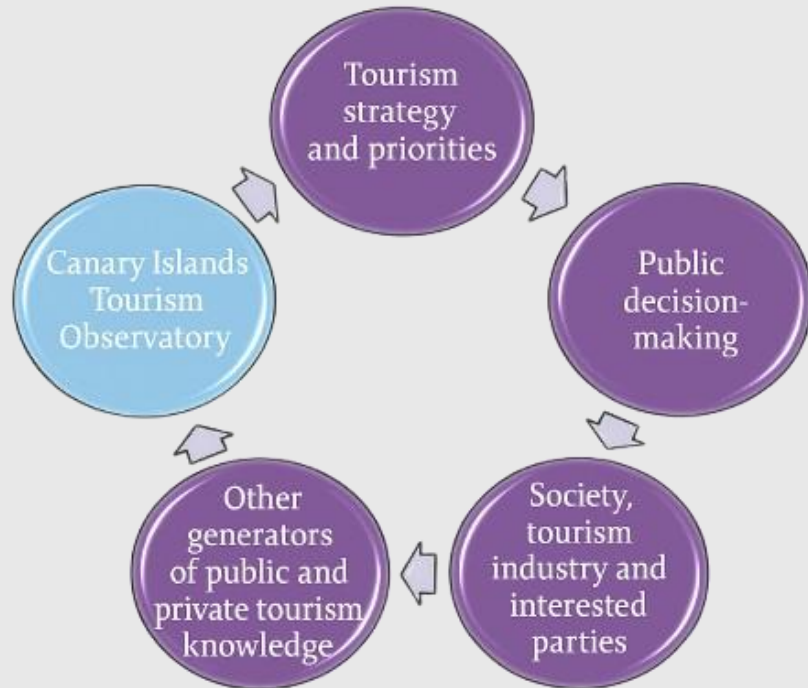 Tourism
strategy
and priorities
Canary Islands
Tourism
Observatory
Public
decision-
making
Other
generators
of public and
private tourism
knowledge
Society,
tourism
industry and
interested
parties